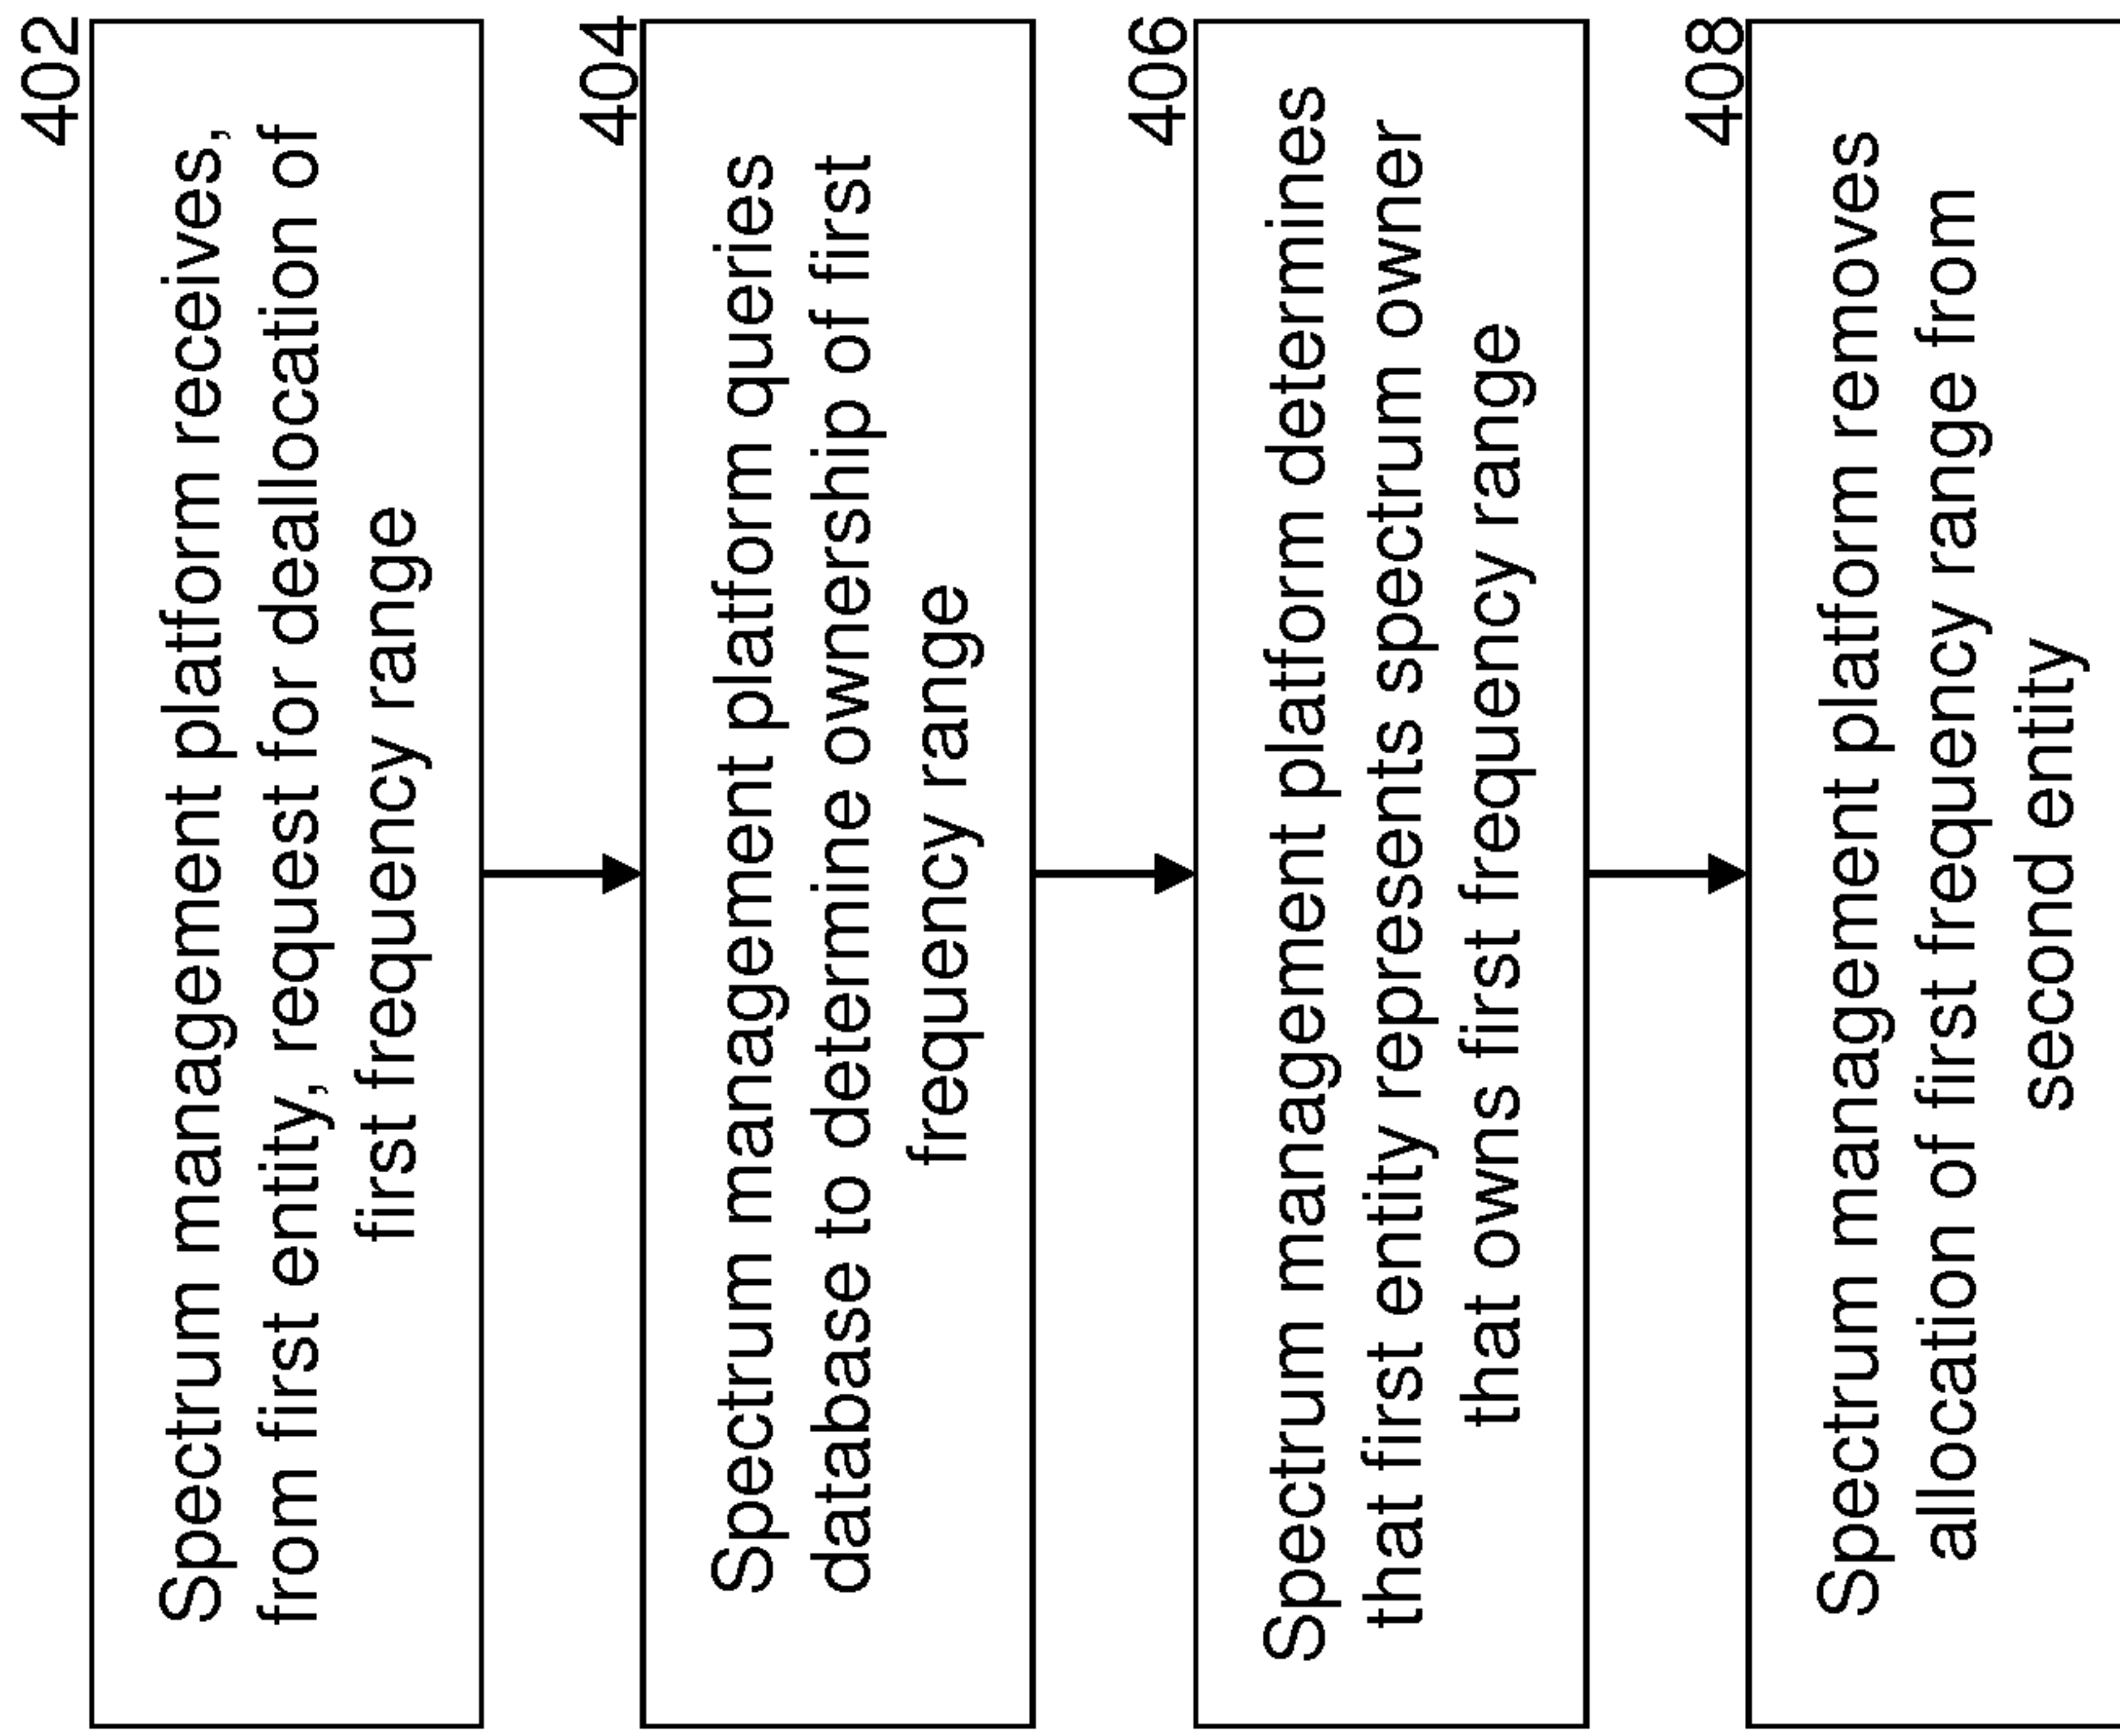 402
Spectrum management platform receives,
from first entity, request for deallocation of
first frequency range
404
Spectrum management platform queries
database to determine ownership of first
frequency range
406
Spectrum management platform determines
that first entity represents spectrum owner
that owns first frequency range
408
Spectrum management platform removes
allocation of first frequency range from
second entity